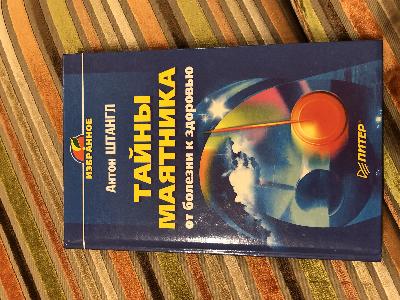 ИЗБРАННОЕ
Антон ШТАНГЛ
ТАЙНЫ
МАЯТНИКА
от болезни к здоровью
ПИТЕР